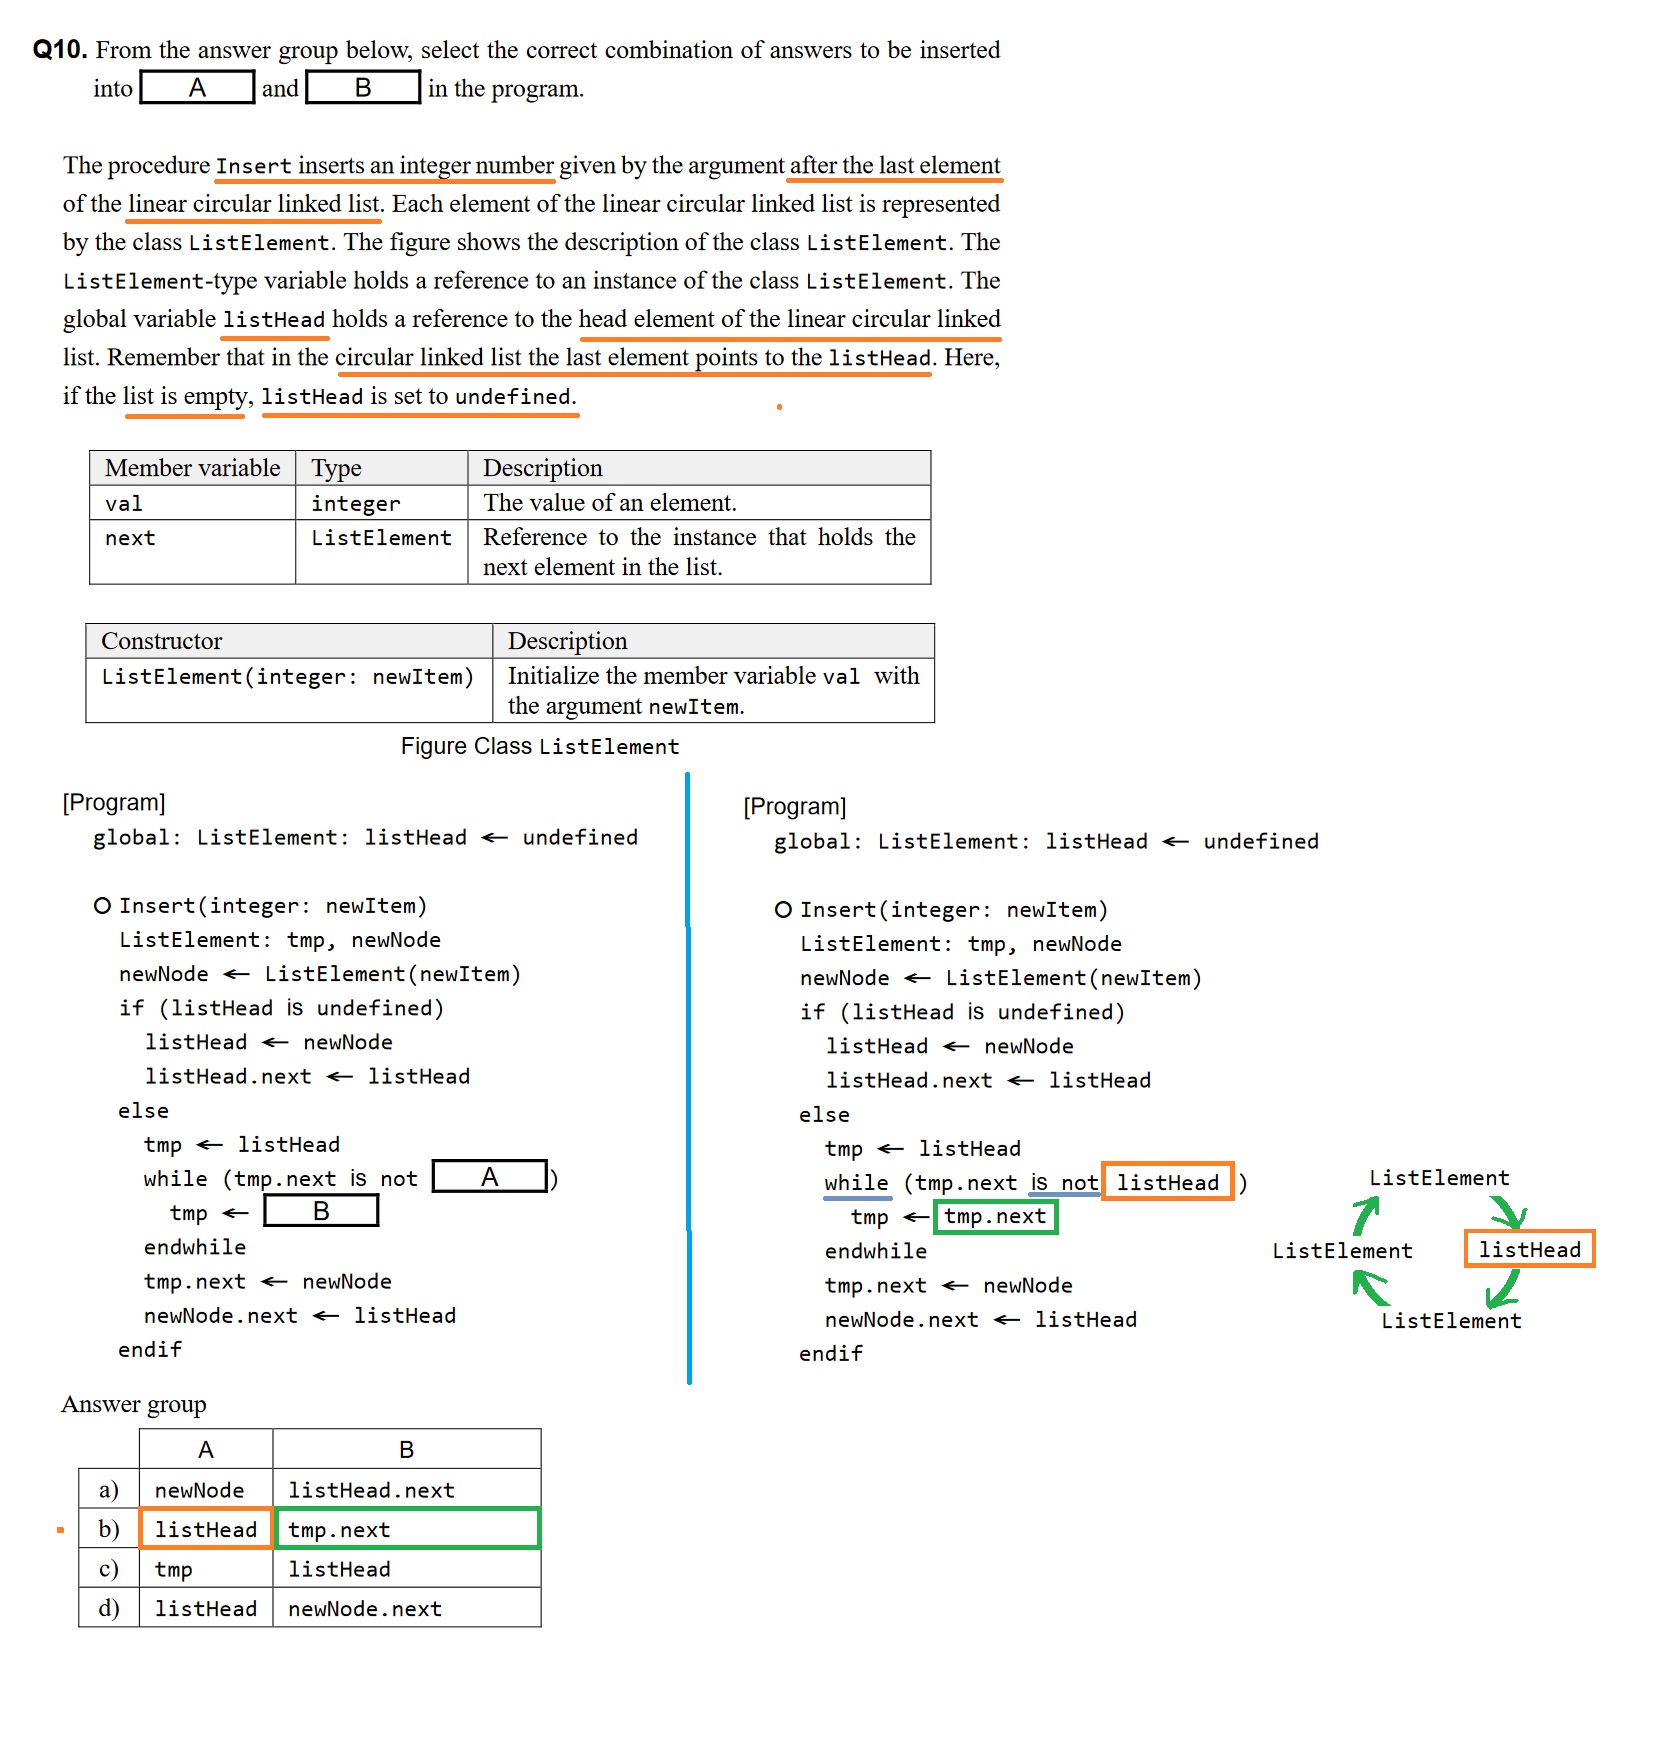 Q10. From the answer group below, select the correct combination of answers to be inserted
into A and B in the program.
The procedure Insert inserts an integer number given by the argument after the last element
of the linear circular linked list. Each element of the linear circular linked list is represented
by the class ListElement. The figure shows the description of the class ListElement. The
ListElement-type variable holds a reference to an instance of the class ListElement. The
global variable listHead holds a reference to the head element of the linear circular linked
list. Remember that in the circular linked list the last element points to the listHead. Here,
if the list is empty, listHead is set to undefined.
Member variable Type Description
val integer The value of an element.
next ListElement Reference to the instance that holds the
next element in the list.
Constructor Description
ListElement(integer: newItem) Initialize the member variable val with
the argument newItem.
Figure Class ListElement
[Program]
global: ListElement: listHead ← undefined
○ Insert(integer: newItem)
ListElement: tmp, newNode
newNode ← ListElement(newItem)
if (listHead is undefined)
listHead ← newNode
listHead.next ← listHead
else
tmp ← listHead
while (tmp.next is not A )
tmp ← B
endwhile
tmp.next ← newNode
newNode.next ← listHead
endif
[Program]
global: ListElement: listHead ← undefined
○ Insert(integer: newItem)
ListElement: tmp, newNode
newNode ← ListElement(newItem)
if (listHead is undefined)
listHead ← newNode
listHead.next ← listHead
else
tmp ← listHead
while (tmp.next is not listHead )
tmp ← tmp.next
endwhile
tmp.next ← newNode
newNode.next ← listHead
endif
ListElement
ListElement listHead
ListElement
Answer group
A B
a) newNode listHead.next
b) listHead tmp.next
c) tmp listHead
d) listHead newNode.next